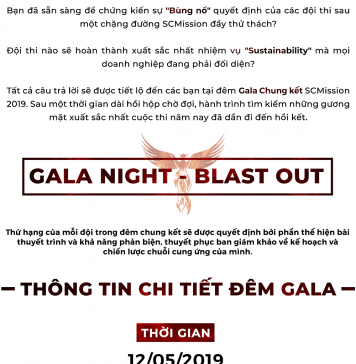 Bạn đã sẵn sàng để chứng kiến sự "Bùng nổ" quyết định của các đội thi sau
một chặng đường SCMission đầy thử thách?
Đội thi nào sẽ hoàn thành xuất sắc nhất nhiệm vụ "Sustainability" mà mọi
doanh nghiệp đang phải đối diện?
Tất cả câu trả lời sẽ được tiết lộ đến các bạn tại đêm Gala Chung kết SCMission
2019. Sau một thời gian dài hồi hộp chờ đợi, hành trình tìm kiếm những gương
mặt xuất sắc nhất cuộc thi năm nay đã dần đi đến hồi kết.
GALA NIGHT - BLAST OUT
Thứ hạng của mỗi đội trong đêm chung kết sẽ được quyết định bởi phần thể hiện bài
thuyết trình và khả năng phản biện, thuyết phục ban giám khảo về kế hoạch và
chiến lược chuỗi cung ứng của mình.
THÔNG TIN CHI TIẾT ĐÊM GALA
THỜI GIAN
12/05/2019